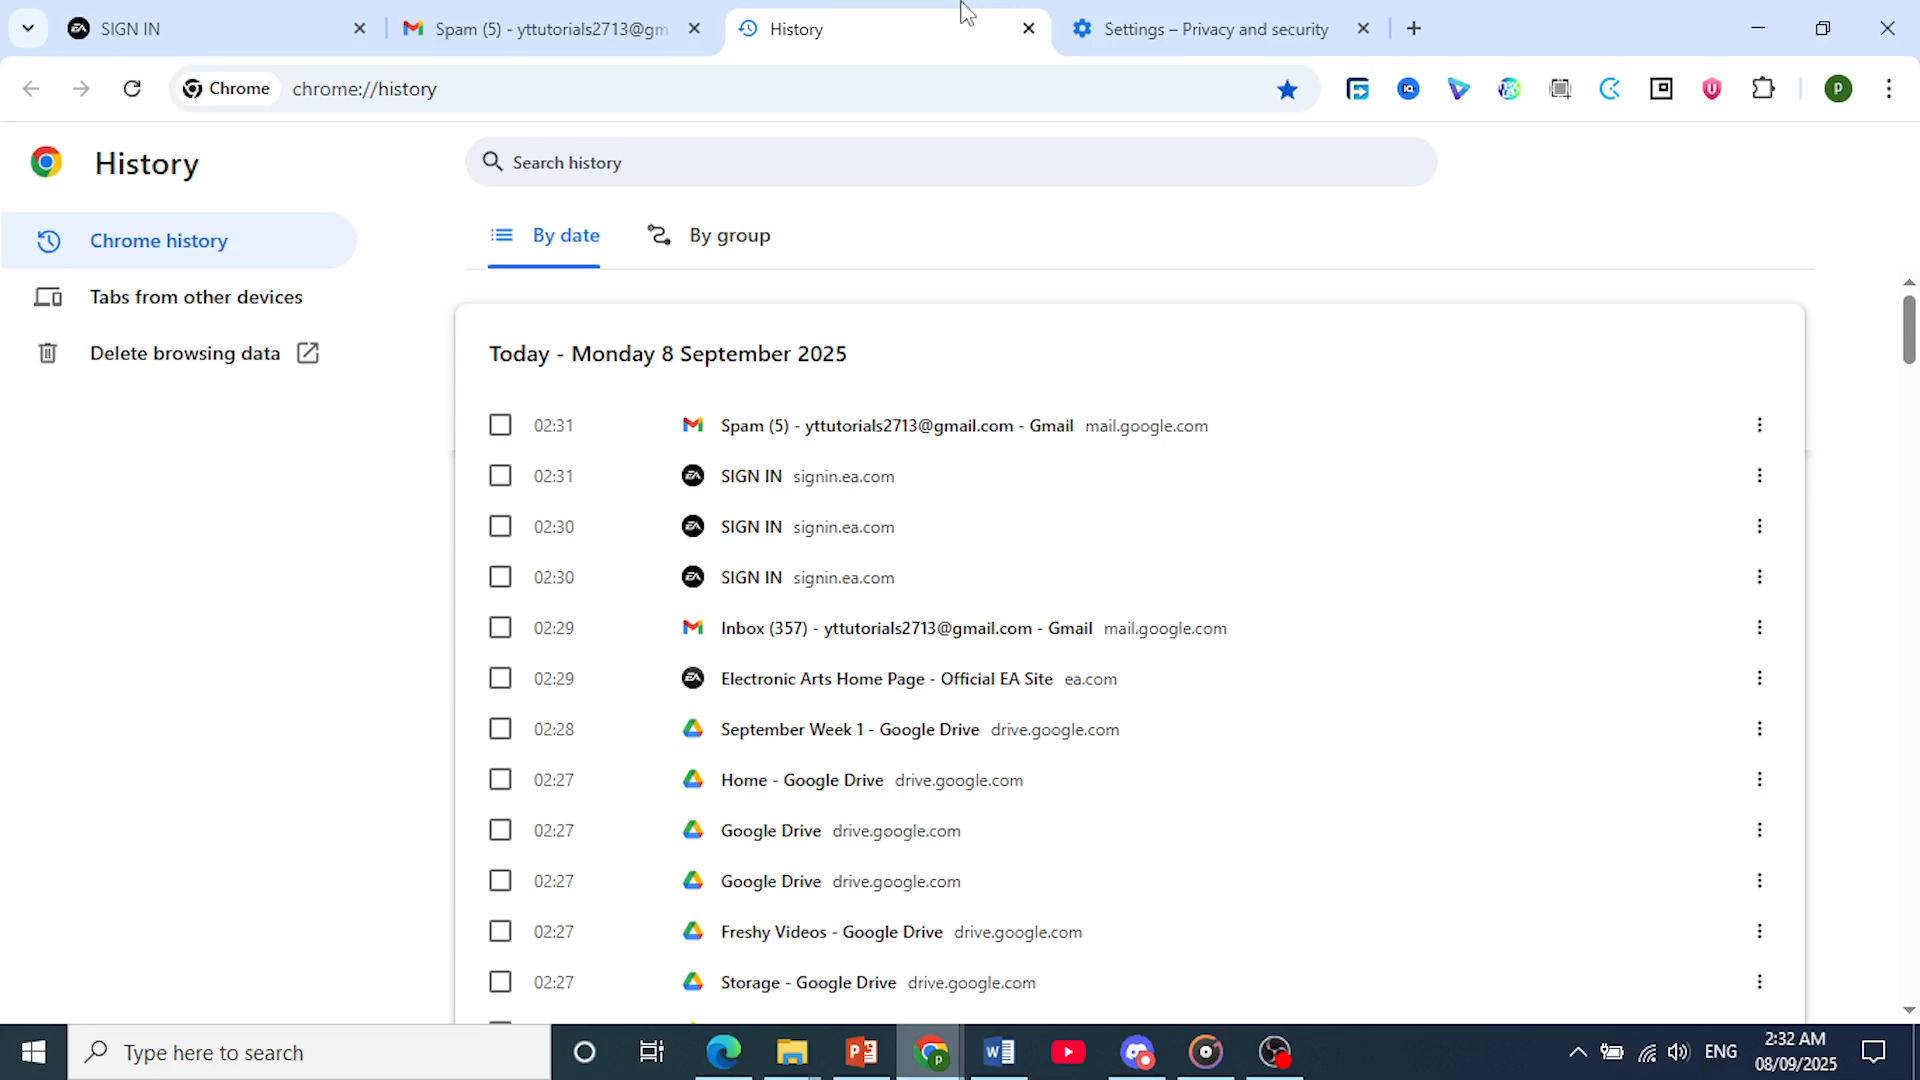 SIGN IN
Spam (5) - yttutorials2713@gm
History
Settings – Privacy and security
Chrome
chrome://history
p
History
Search history
Chrome history
Tabs from other devices
Delete browsing data
By date
By group
Today - Monday 8 September 2025
02:31 Spam (5) - yttutorials2713@gmail.com - Gmail mail.google.com
02:31 SIGN IN signin.ea.com
02:30 SIGN IN signin.ea.com
02:30 SIGN IN signin.ea.com
02:29 Inbox (357) - yttutorials2713@gmail.com - Gmail mail.google.com
02:29 Electronic Arts Home Page - Official EA Site ea.com
02:28 September Week 1 - Google Drive drive.google.com
02:27 Home - Google Drive drive.google.com
02:27 Google Drive drive.google.com
02:27 Google Drive drive.google.com
02:27 Freshy Videos - Google Drive drive.google.com
02:27 Storage - Google Drive drive.google.com
Type here to search
ENG
2:32 AM
08/09/2025